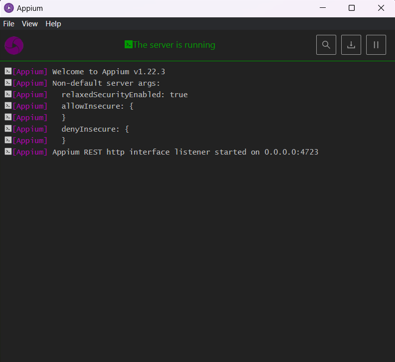 Appium
File View Help
The server is running
[Appium] Welcome to Appium v1.22.3
[Appium] Non-default server args:
[Appium]   relaxedSecurityEnabled: true
[Appium]   allowInsecure: {
[Appium]   }
[Appium]   denyInsecure: {
[Appium]   }
[Appium] Appium REST http interface listener started on 0.0.0.0:4723